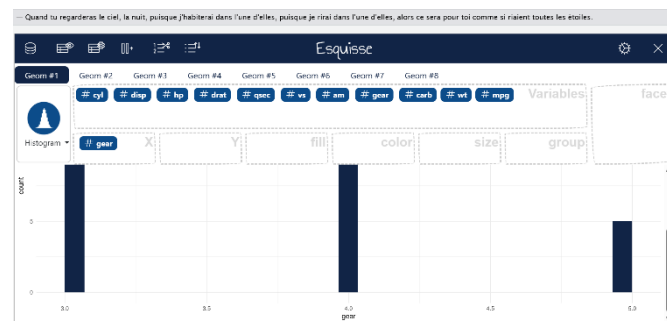 — Quand tu regarderas le ciel, la nuit, puisque j'habiterai dans l'une d'elles, puisque je rirai dans l'une d'elles, alors ce sera pour toi comme si riaient toutes les étoiles.
Esquisse
Geom #1 Geom #2 Geom #3 Geom #4 Geom #5 Geom #6 Geom #7 Geom #8
# cyl # disp # hp # drat # qsec # vs # am # gear # carb # wt # mpg Variables face
Histogram # gear X Y fill color size group
count
5
0
3.0 3.5 4.0 4.5 5.0
gear